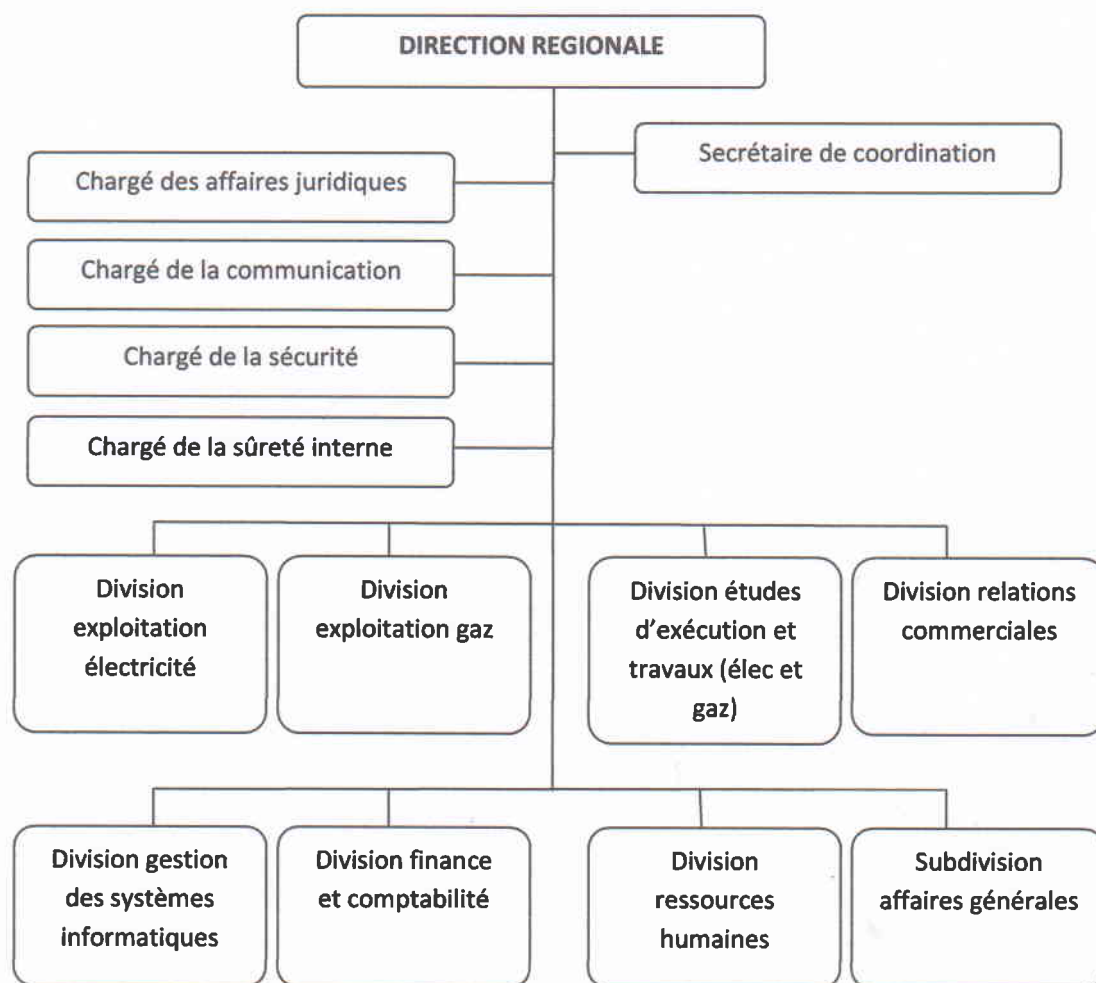 DIRECTION REGIONALE
Secrétaire de coordination
Chargé des affaires juridiques
Chargé de la communication
Chargé de la sécurité
Chargé de la sûreté interne
Division
exploitation
électricité
Division
exploitation gaz
Division études
d'exécution et
travaux (élec et
gaz)
Division relations
commerciales
Division gestion
des systèmes
informatiques
Division finance
et comptabilité
Division
ressources
humaines
Subdivision
affaires générales